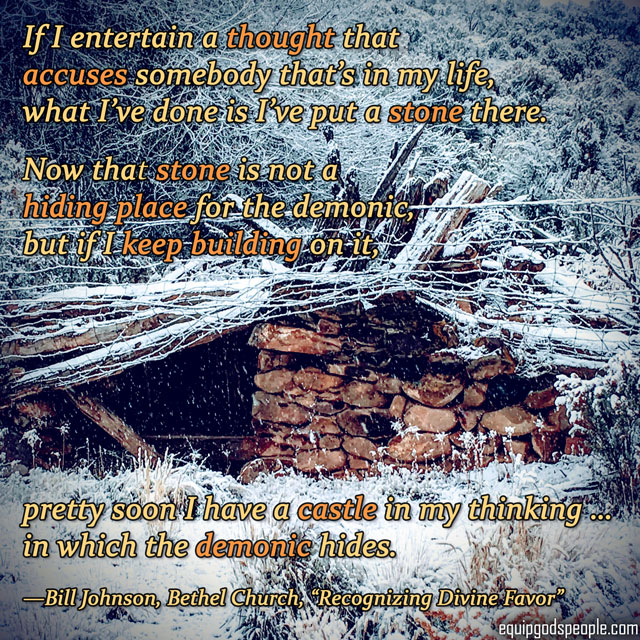 If I entertain a thought that
accuses somebody that's in my life,
what I've done is I've put a stone there.
Now that stone is not a
hiding place for the demonic,
but if I keep building on it,
pretty soon I have a castle in my thinking ...
in which the demonic hides.
—Bill Johnson, Bethel Church, “Recognizing Divine Favor”
equipgodspeople.com